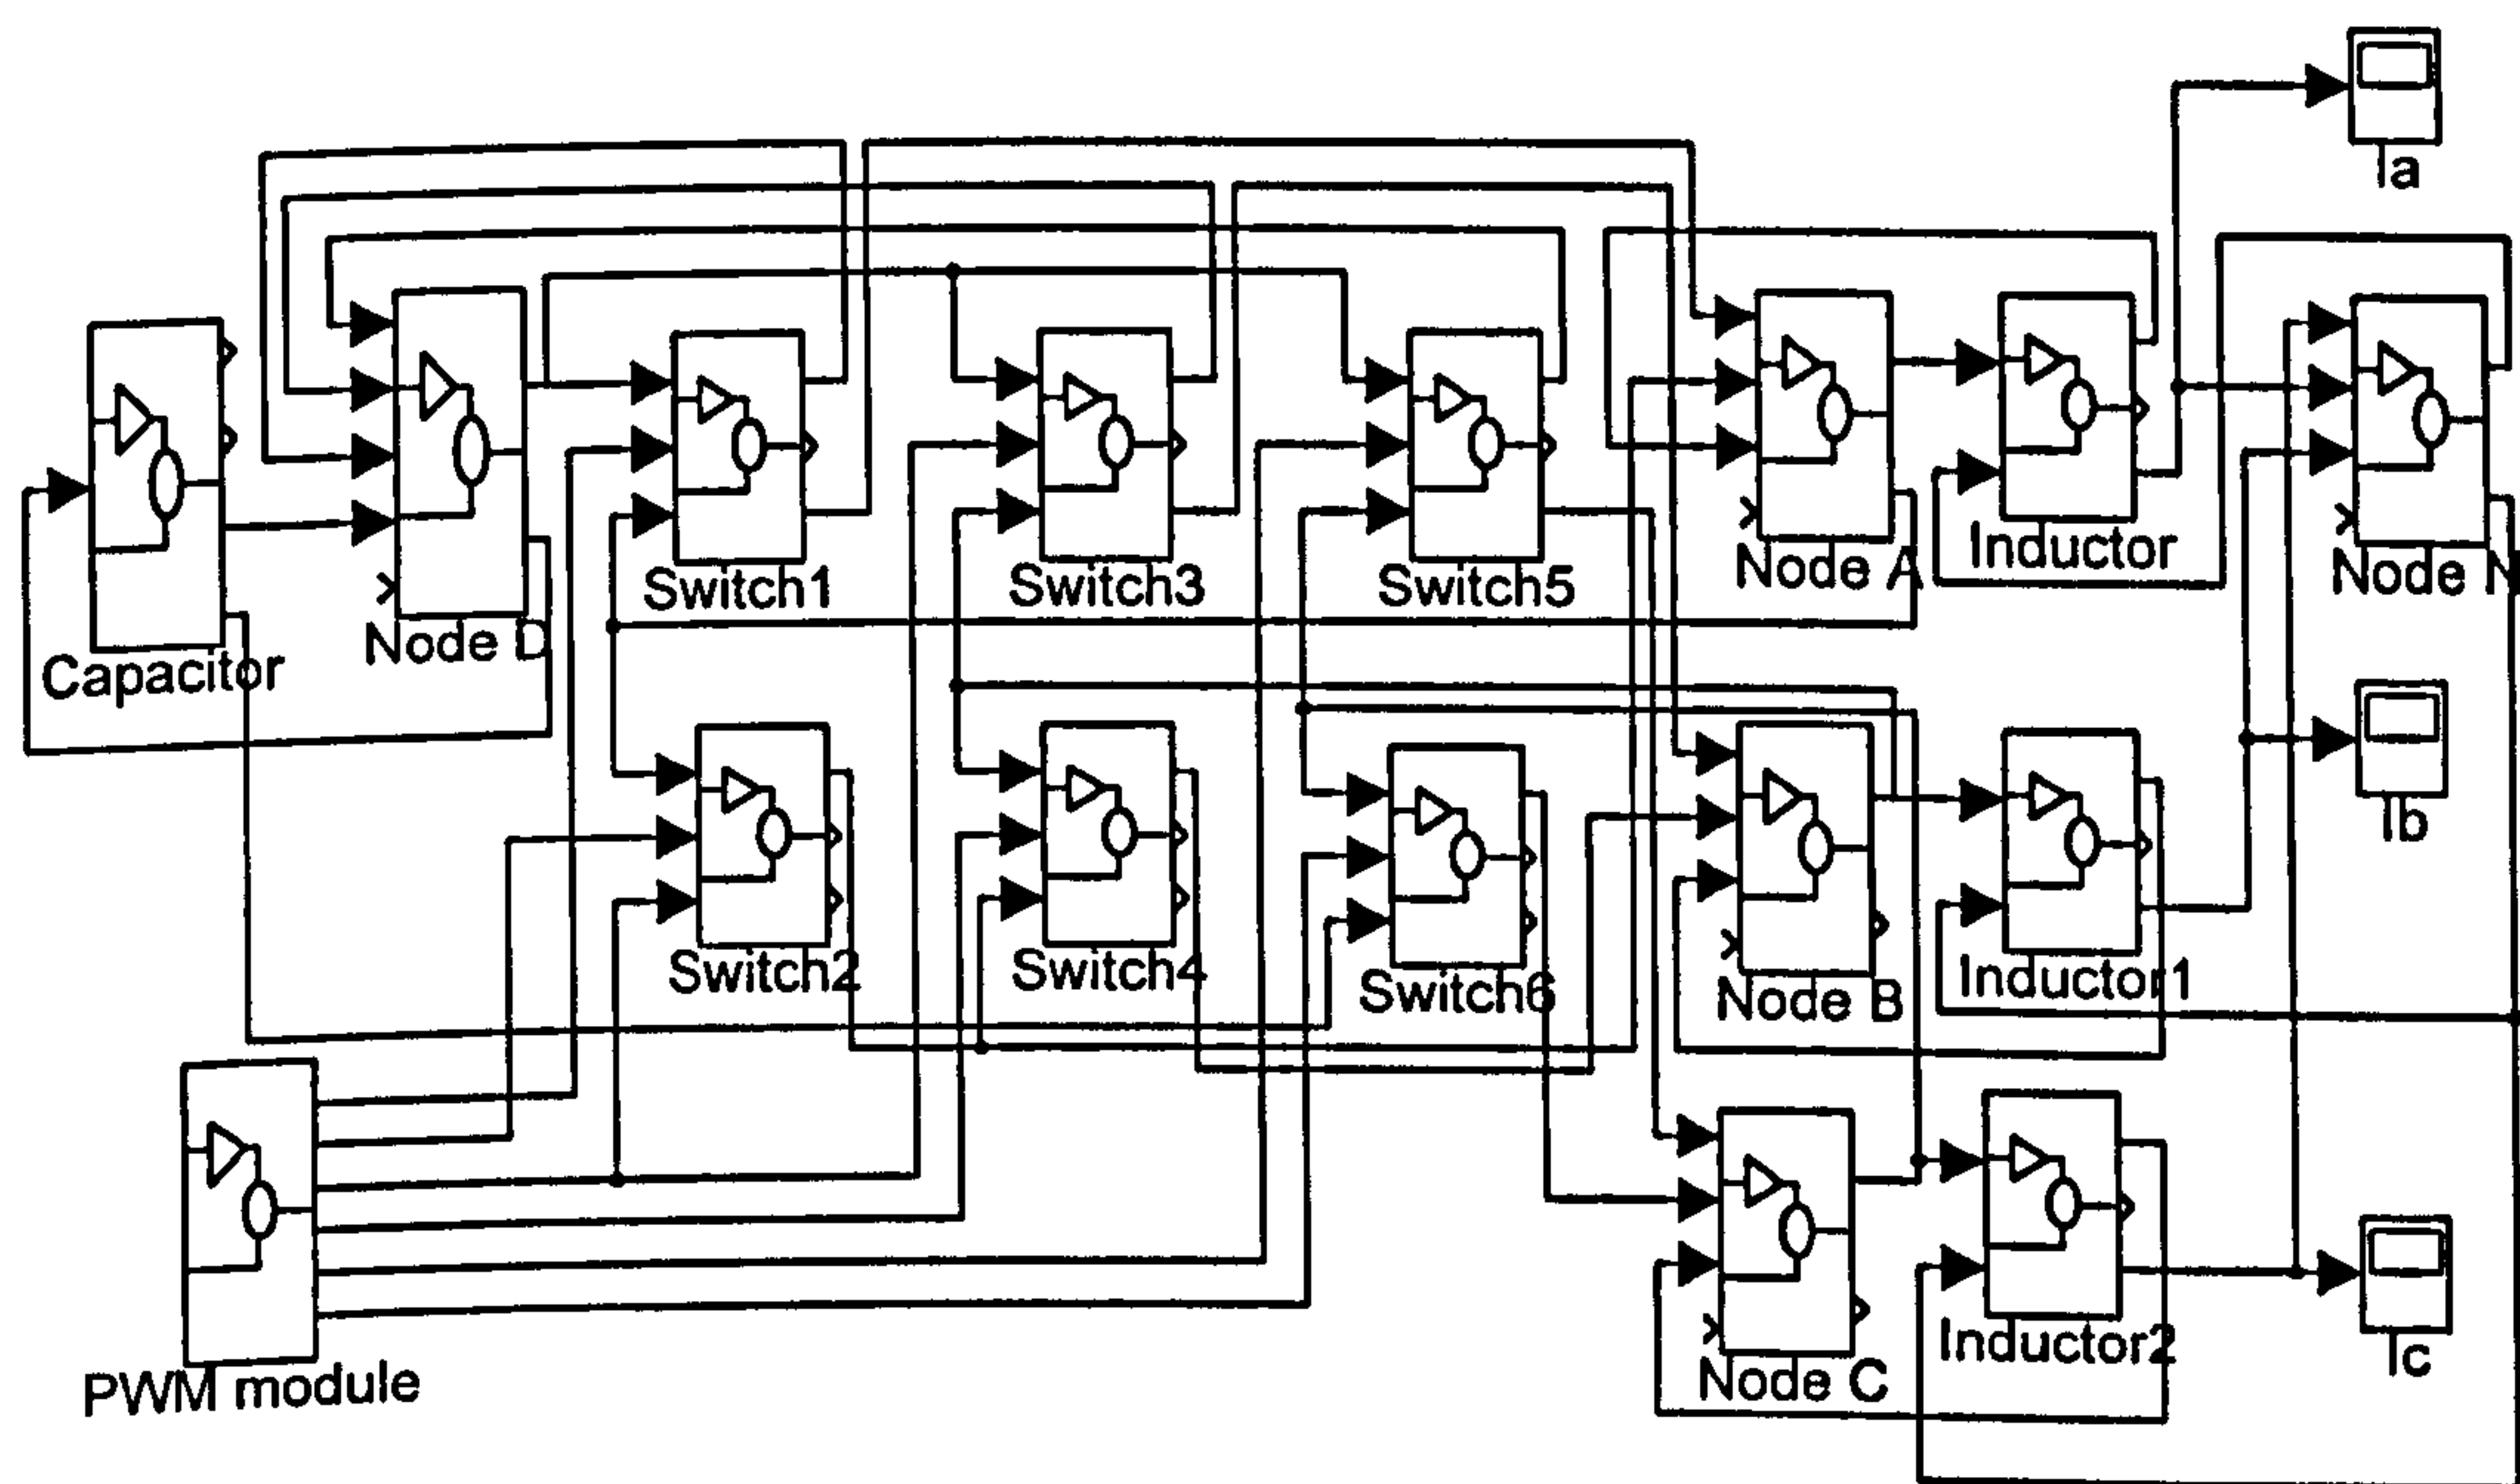 Ia
Capacitor
Node D
Switch1
Switch3
Switch5
Node A
Inductor
Node N
Switch2
Switch4
Switch6
Node B
Inductor1
Ib
PWM module
Node C
Inductor2
Ic